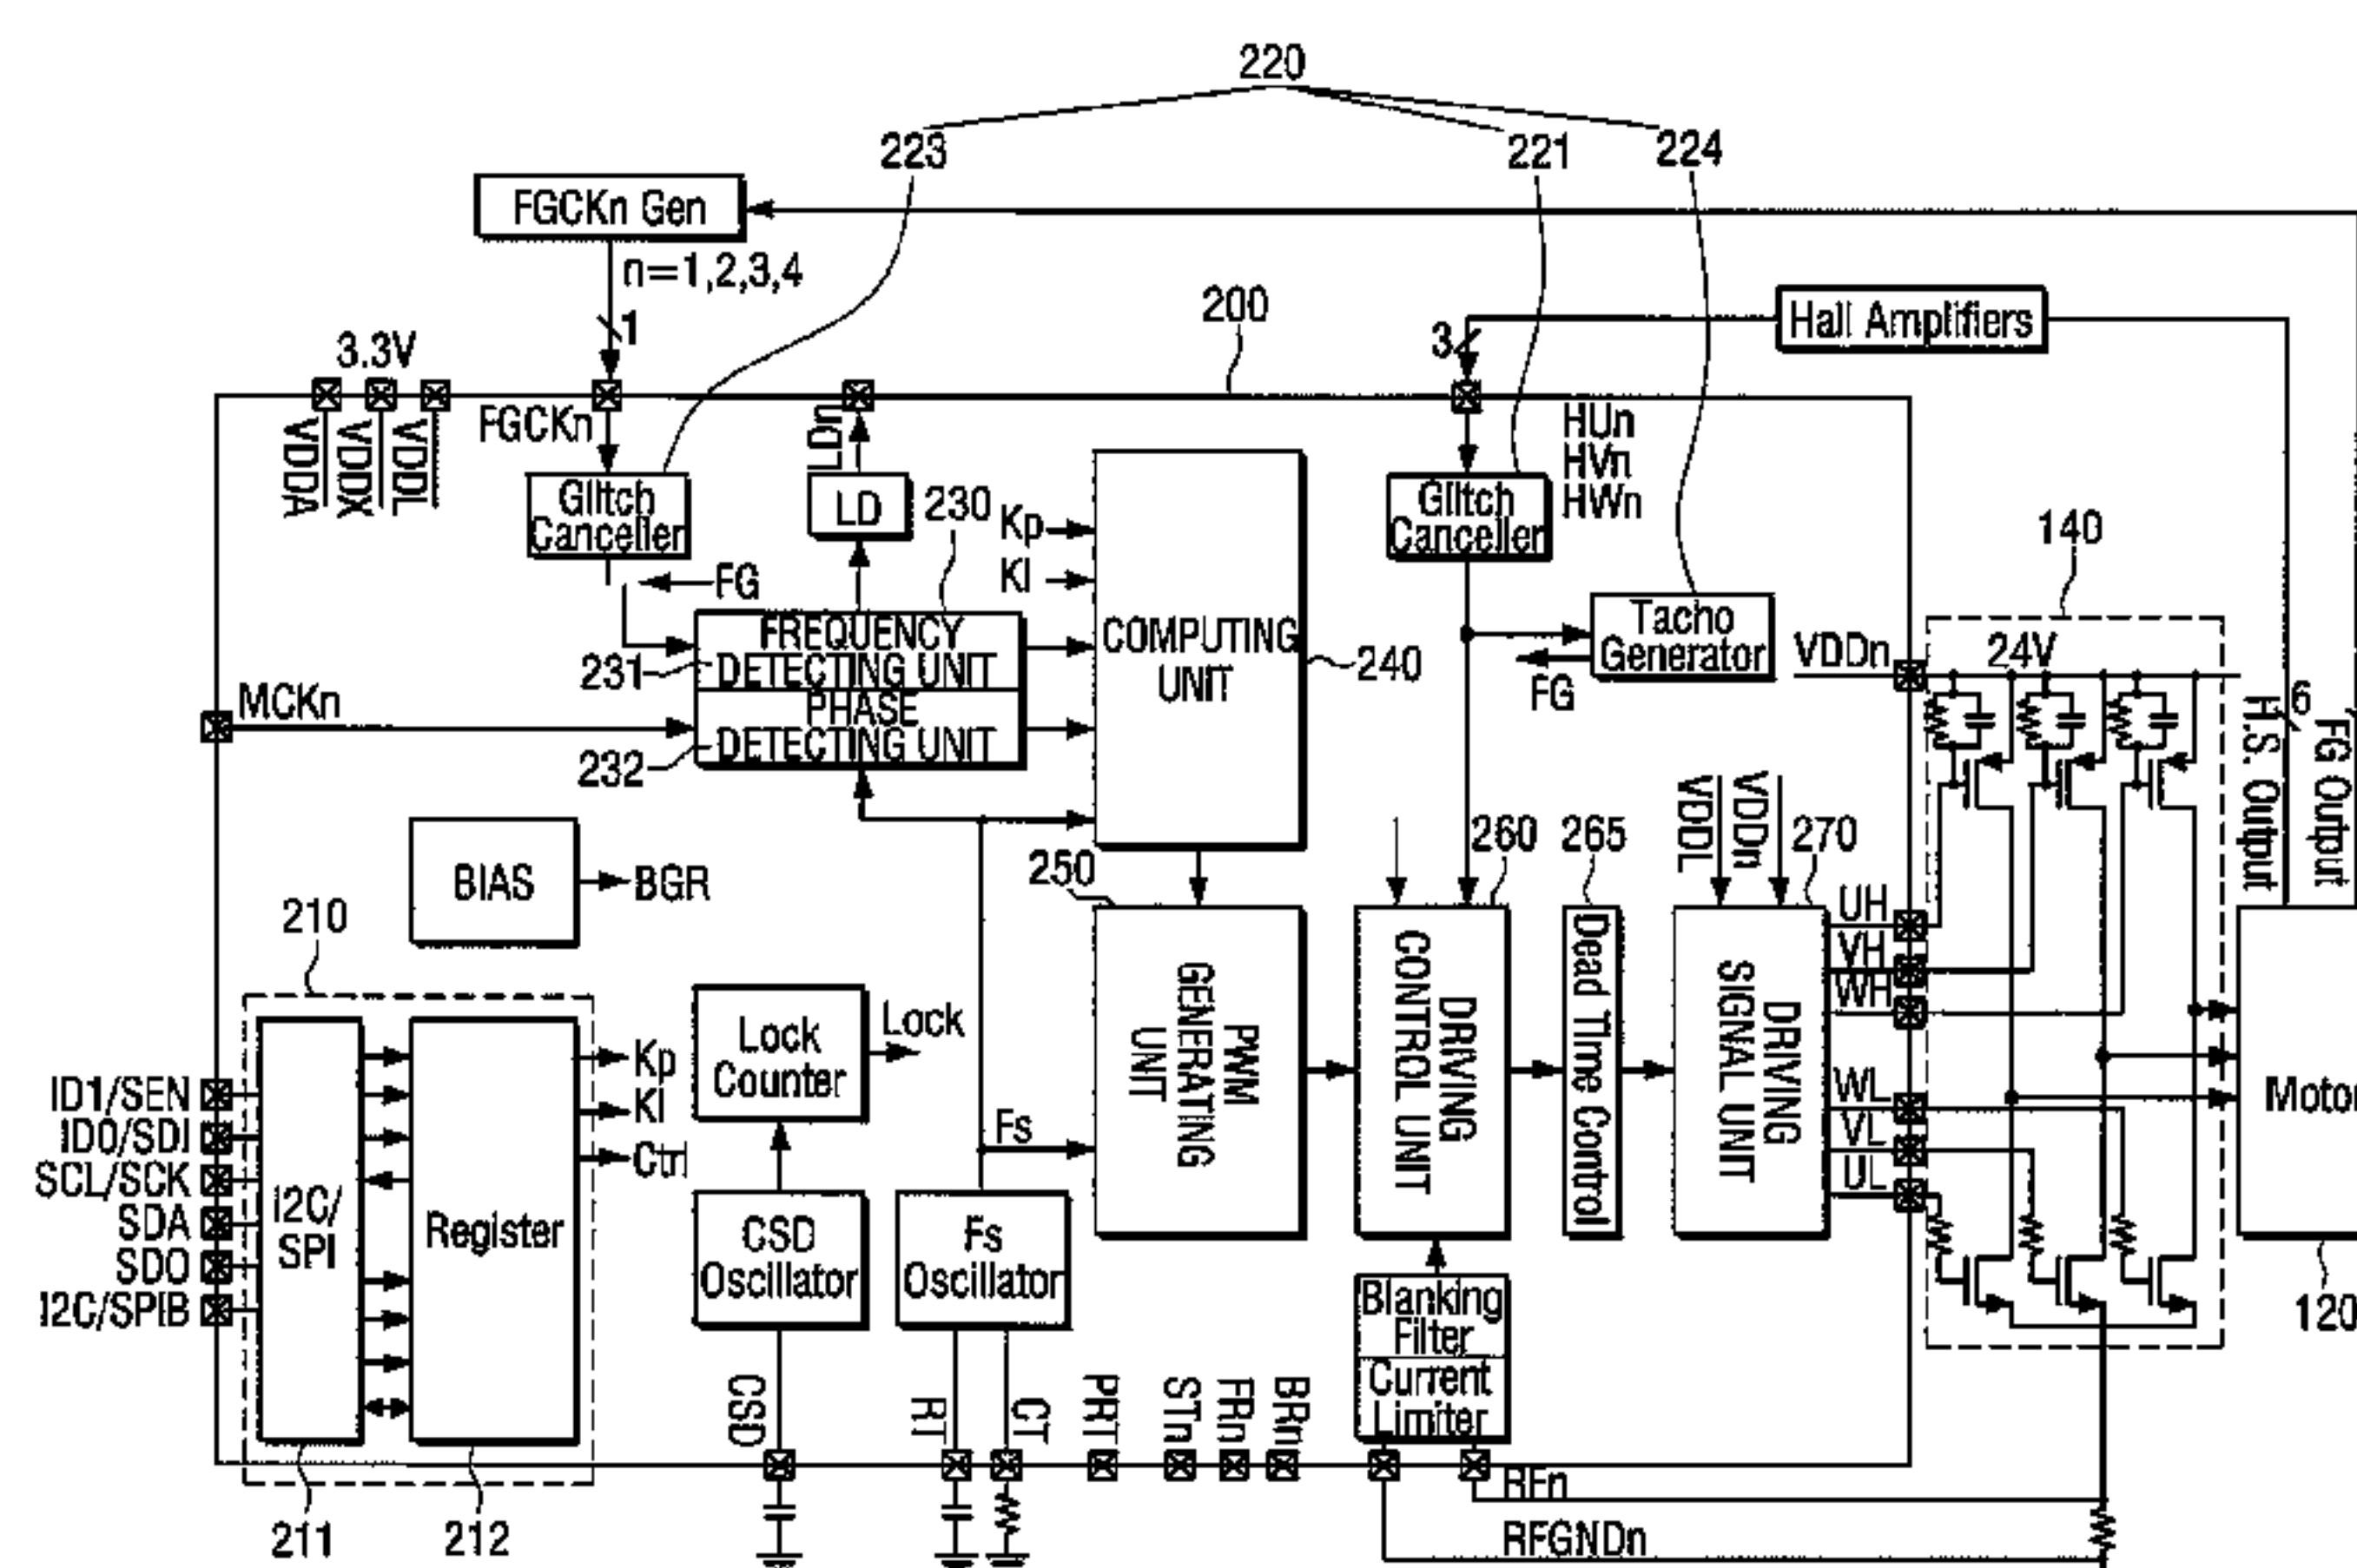 220
223
221
224
FGCKn Gen
n=1,2,3,4
1
200
3
Hall Amplifiers
3.3V
VDDA
VDDX
VDDL
FGCKn
LDn
HUn
HVn
HWn
Glitch
Canceller
LD
230
Kp
KI
Glitch
Canceller
140
FG
FREQUENCY
DETECTING UNIT
231
COMPUTING
UNIT
240
Tacho
Generator
FG
VDDn
24V
MCKn
PHASE
DETECTING UNIT
232
6
H.S. Output
FG Output
BIAS
BGR
250
260
265
VDDL
VDDn
270
210
UH
VH
WH
WL
VL
UL
Lock
Counter
Lock
PWM
GENERATING
UNIT
DRIVING
CONTROL UNIT
Dead Time Control
DRIVING
SIGNAL UNIT
Motor
Kp
KI
Ctrl
ID1/SEN
ID0/SDI
SCL/SCK
SDA
SDO
I2C/SPIB
I2C/
SPI
Register
Fs
CSD
Oscillator
Fs
Oscillator
Blanking
Filter
Current
Limiter
120
CSD
RT
CT
PRT
STn
FRn
BRn
RFn
RFGNDn
211
212